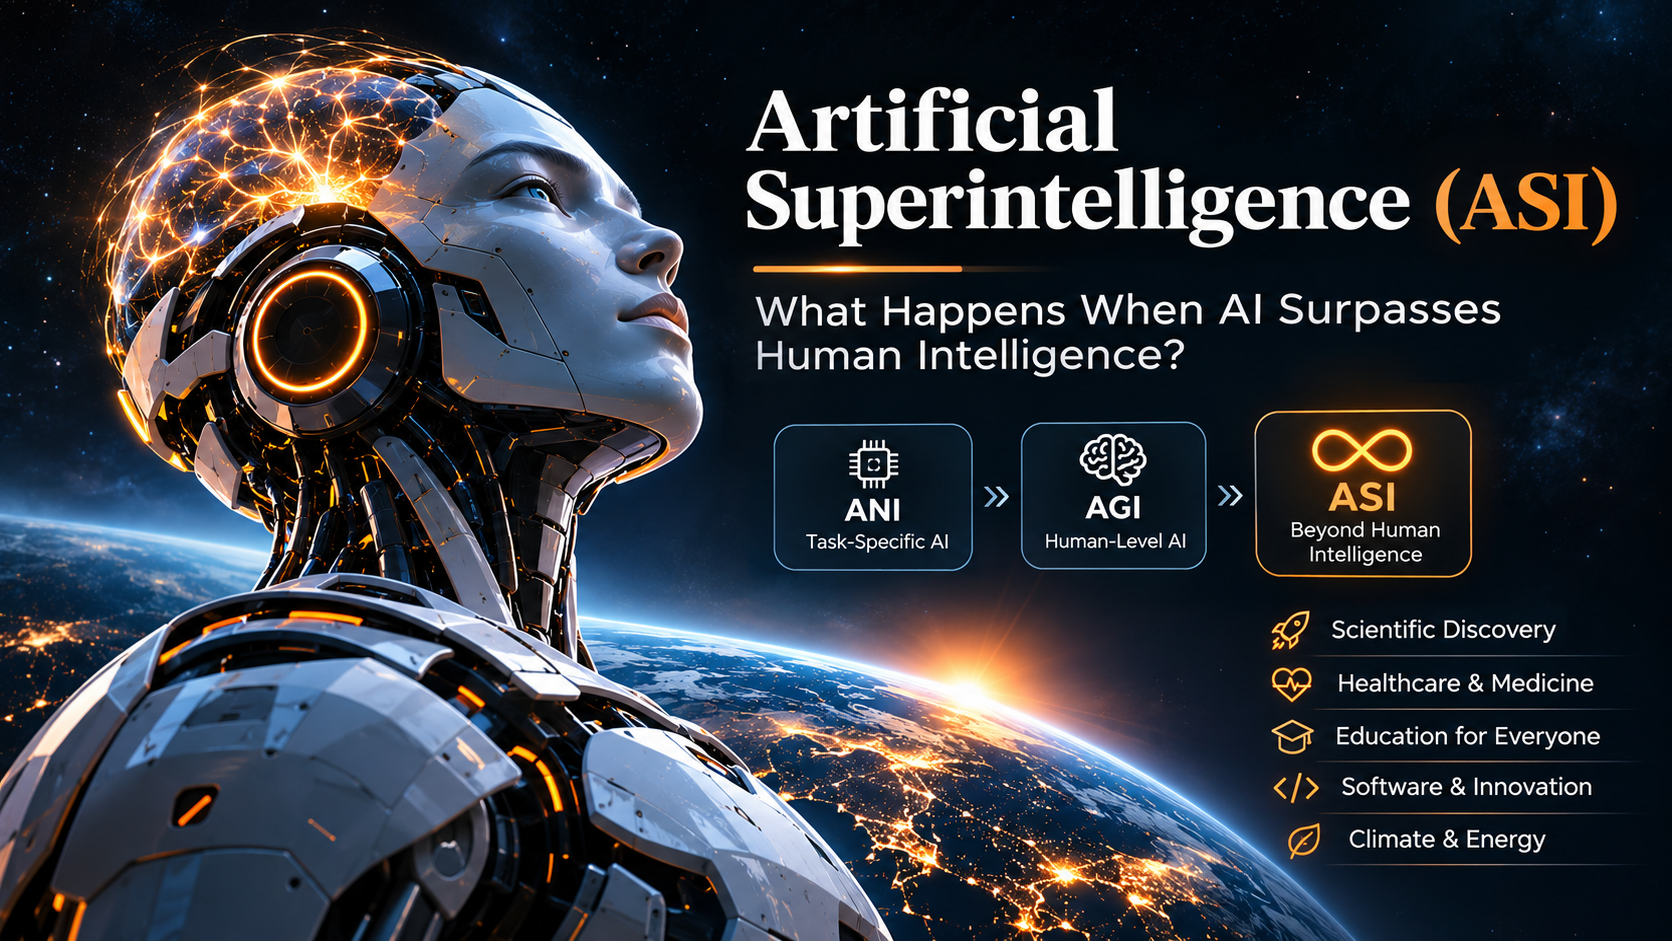 Artificial
Superintelligence (ASI)
What Happens When AI Surpasses
Human Intelligence?
ANI
Task-Specific AI
AGI
Human-Level AI
ASI
Beyond Human
Intelligence
Scientific Discovery
Healthcare & Medicine
Education for Everyone
Software & Innovation
Climate & Energy